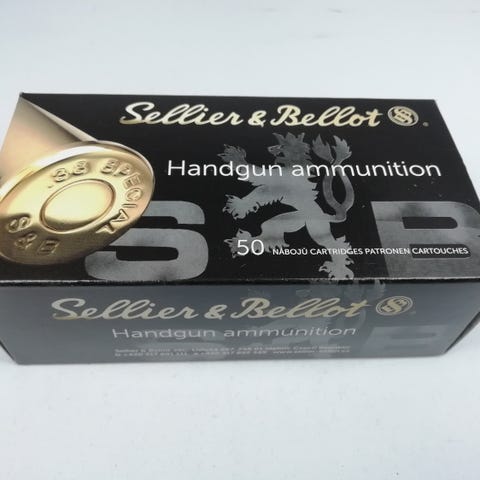 Sellier & Bellot S&B®
Handgun ammunition
.38 SPECIAL
S&B
S B
50 NÁBOJŮ CARTRIDGES PATRONEN CARTOUCHES
Sellier & Bellot S&B®
Handgun ammunition